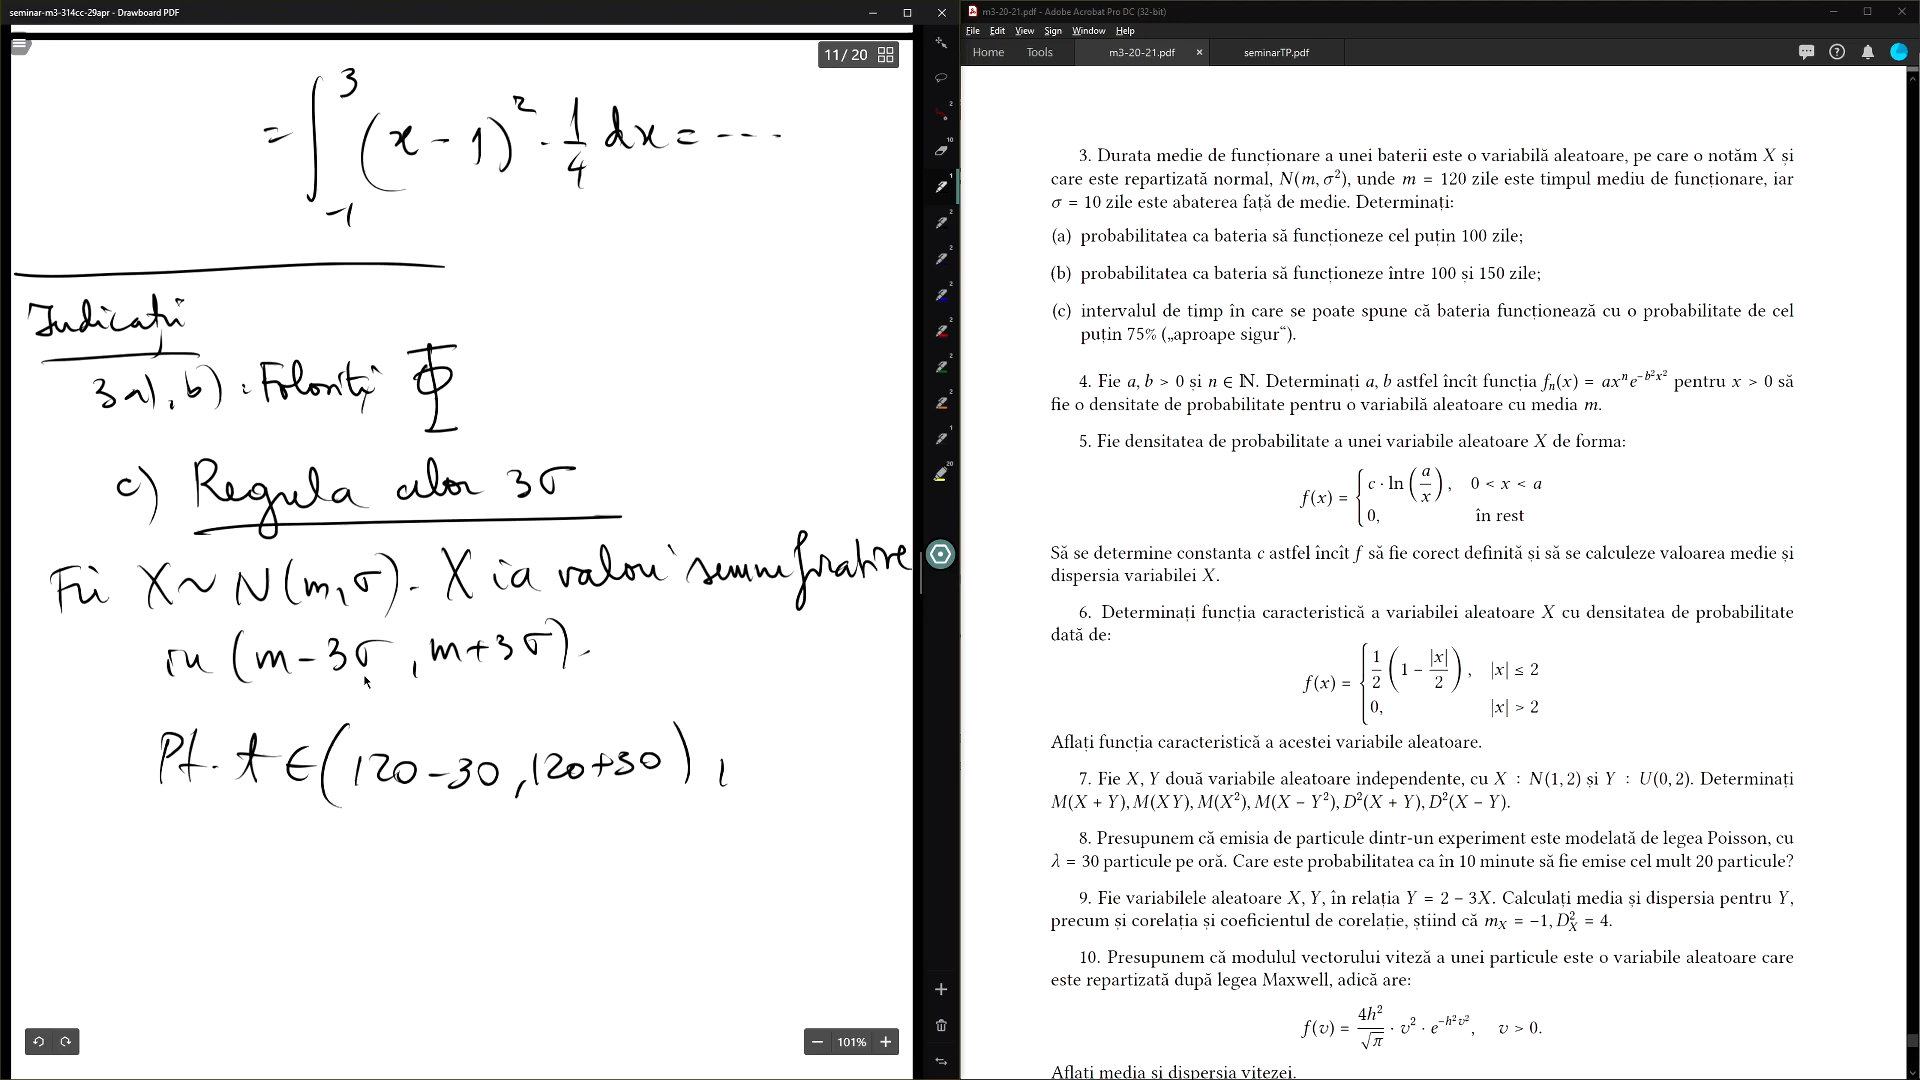 seminar-m3-314cc-29apr - Drawboard PDF
11 / 20
= ∫_{-1}^{3} (x - 1)² · 1/4 dx = ----
Indicații
3 a), b) : Folosiți Φ
c) Regula celor 3σ
Fie X ~ N(m, σ). X ia valori semnificative
în (m - 3σ, m + 3σ).
Pt. t ∈ (120 - 30, 120 + 30) ,
101%
m3-20-21.pdf - Adobe Acrobat Pro DC (32-bit)
File Edit View Sign Window Help
Home Tools m3-20-21.pdf × seminarTP.pdf
3. Durata medie de funcționare a unei baterii este o variabilă aleatoare, pe care o notăm X și
care este repartizată normal, N(m, σ²), unde m = 120 zile este timpul mediu de funcționare, iar
σ = 10 zile este abaterea față de medie. Determinați:
(a) probabilitatea ca bateria să funcționeze cel puțin 100 zile;
(b) probabilitatea ca bateria să funcționeze între 100 și 150 zile;
(c) intervalul de timp în care se poate spune că bateria funcționează cu o probabilitate de cel
puțin 75% („aproape sigur“).
4. Fie a, b > 0 și n ∈ ℕ. Determinați a, b astfel încît funcția fₙ(x) = axⁿe^{-b²x²} pentru x > 0 să
fie o densitate de probabilitate pentru o variabilă aleatoare cu media m.
5. Fie densitatea de probabilitate a unei variabile aleatoare X de forma:
f(x) = { c · ln(a/x), 0 < x < a
0, în rest
Să se determine constanta c astfel încît f să fie corect definită și să se calculeze valoarea medie și
dispersia variabilei X.
6. Determinați funcția caracteristică a variabilei aleatoare X cu densitatea de probabilitate
dată de:
f(x) = { 1/2 (1 - |x|/2), |x| ≤ 2
0, |x| > 2
Aflați funcția caracteristică a acestei variabile aleatoare.
7. Fie X, Y două variabile aleatoare independente, cu X : N(1, 2) și Y : U(0, 2). Determinați
M(X + Y), M(XY), M(X²), M(X − Y²), D²(X + Y), D²(X − Y).
8. Presupunem că emisia de particule dintr-un experiment este modelată de legea Poisson, cu
λ = 30 particule pe oră. Care este probabilitatea ca în 10 minute să fie emise cel mult 20 particule?
9. Fie variabilele aleatoare X, Y, în relația Y = 2 − 3X. Calculați media și dispersia pentru Y,
precum și corelația și coeficientul de corelație, știind că m_X = −1, D²_X = 4.
10. Presupunem că modulul vectorului viteză a unei particule este o variabilă aleatoare care
este repartizată după legea Maxwell, adică are:
f(v) = 4h²/√π · v² · e^{-h²v²}, v > 0.
Aflați media și dispersia vitezei.